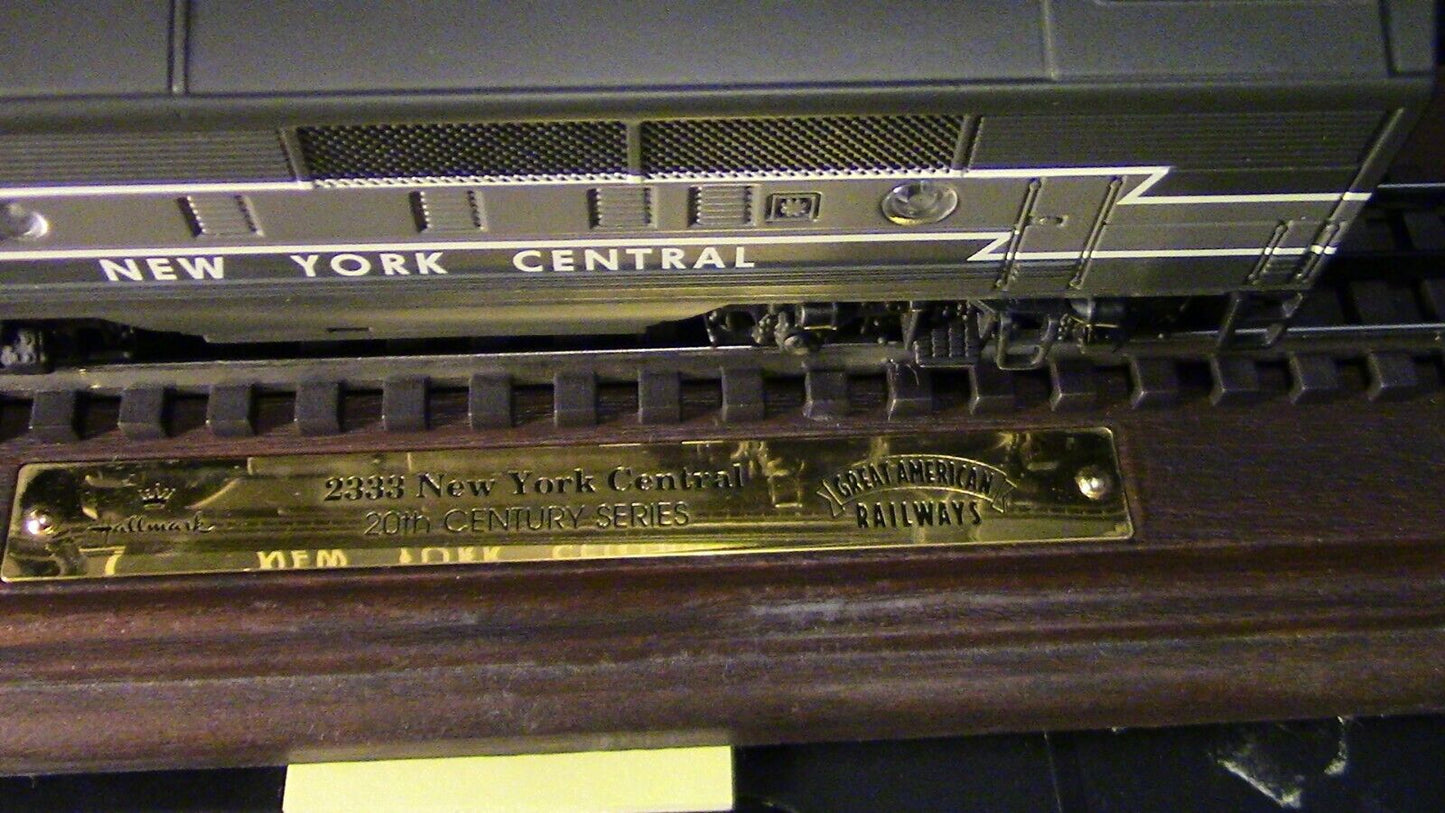 NEW YORK CENTRAL
Hallmark
2333 New York Central
20th CENTURY SERIES
GREAT AMERICAN
RAILWAYS